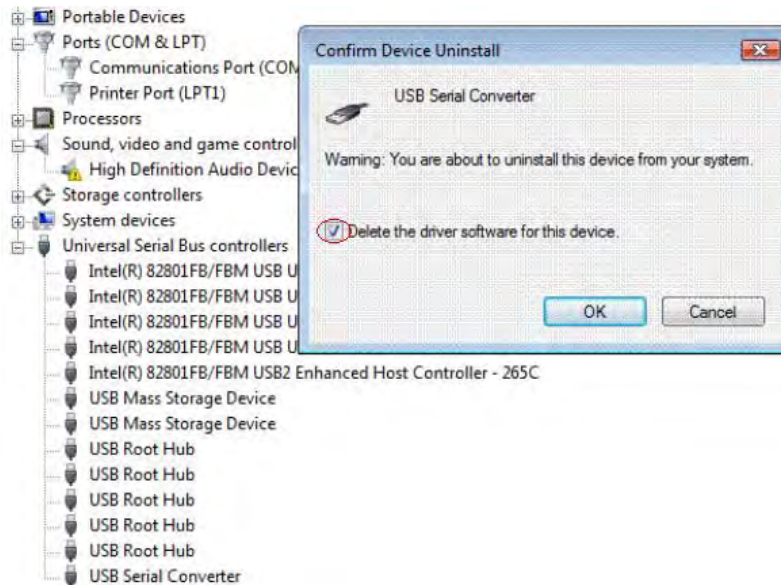 Portable Devices
Ports (COM & LPT)
Communications Port (COM
Printer Port (LPT1)
Processors
Sound, video and game control
High Definition Audio Devic
Storage controllers
System devices
Universal Serial Bus controllers
Intel(R) 82801FB/FBM USB U
Intel(R) 82801FB/FBM USB U
Intel(R) 82801FB/FBM USB U
Intel(R) 82801FB/FBM USB U
Intel(R) 82801FB/FBM USB2 Enhanced Host Controller - 265C
USB Mass Storage Device
USB Mass Storage Device
USB Root Hub
USB Root Hub
USB Root Hub
USB Root Hub
USB Root Hub
USB Serial Converter
Confirm Device Uninstall
USB Serial Converter
Warning: You are about to uninstall this device from your system.
Delete the driver software for this device.
OK
Cancel